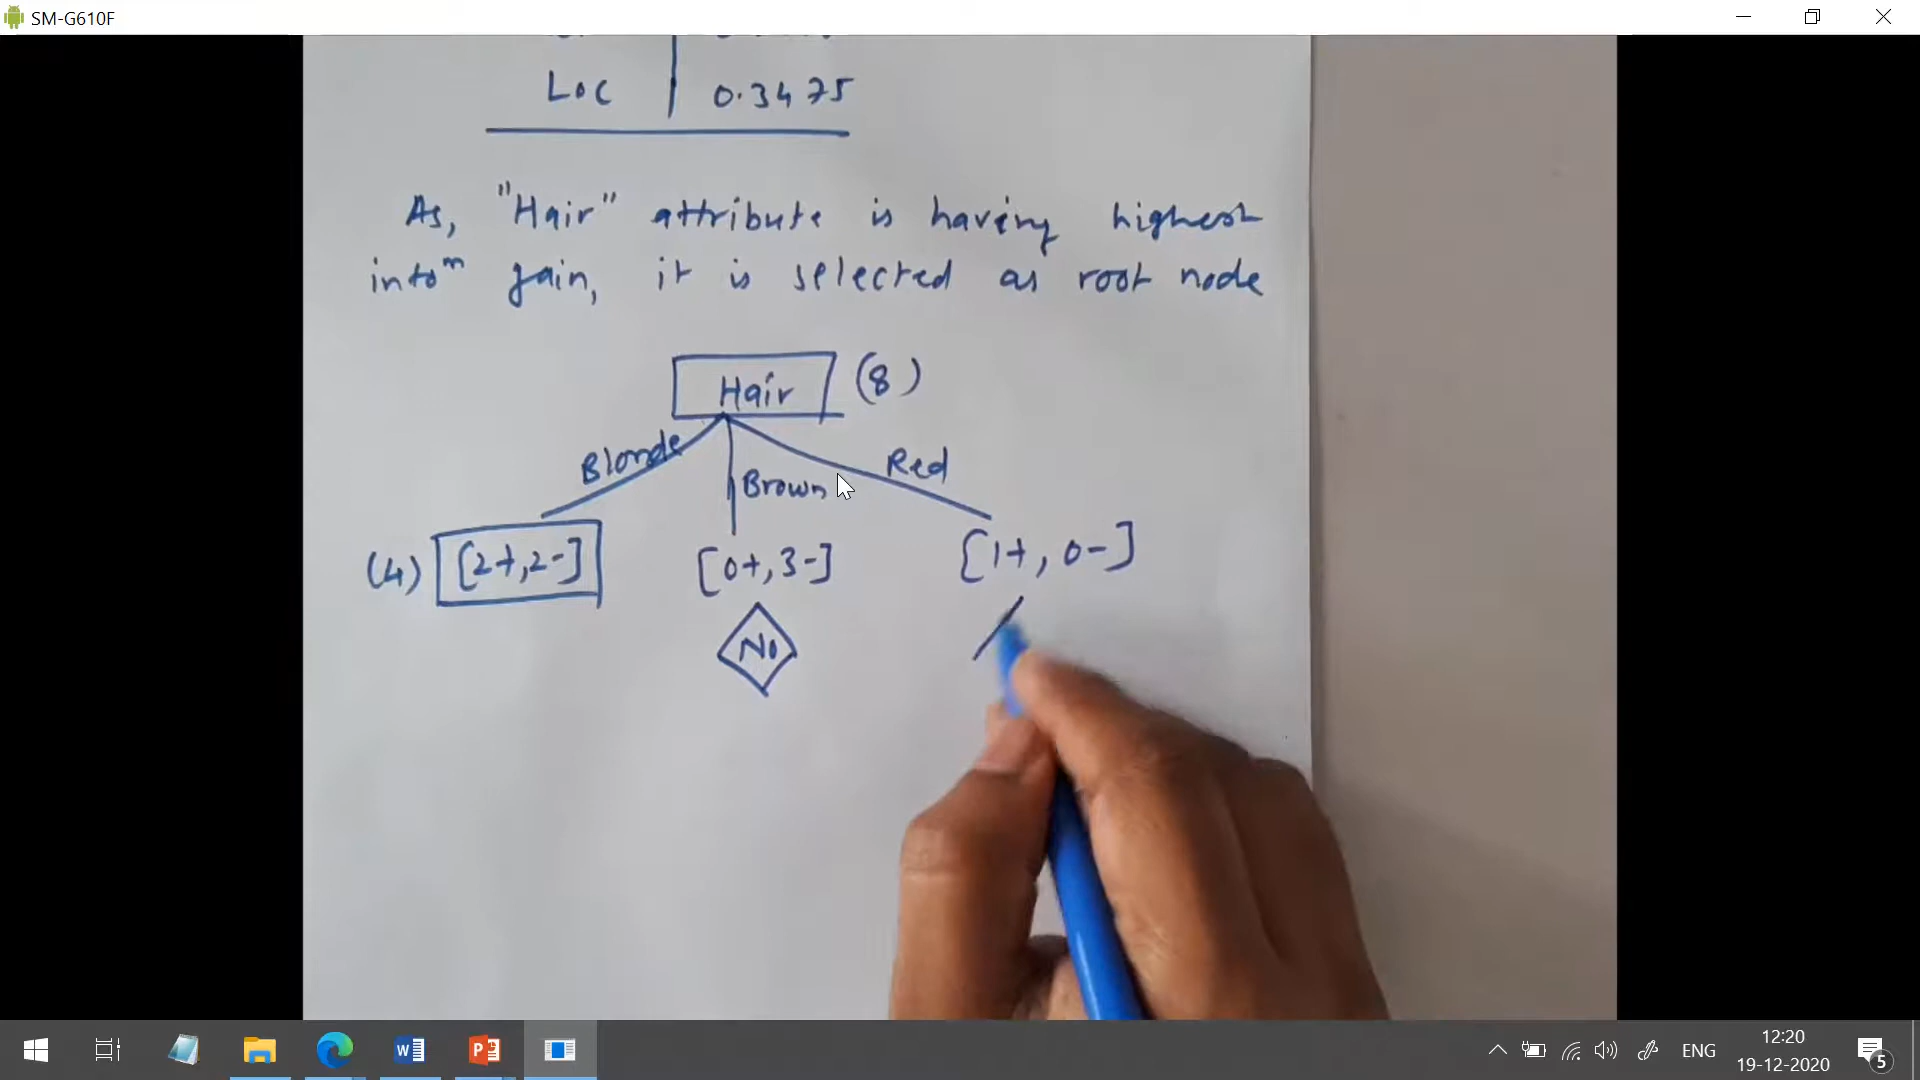 SM-G610F
Loc 0.3475
As, "Hair" attribute is having highest
infoᵐ gain, it is selected as root node
Hair (8)
Blonde Brown Red
(4) [2+,2-] [0+,3-] [1+,0-]
No
ENG
12:20
19-12-2020
5